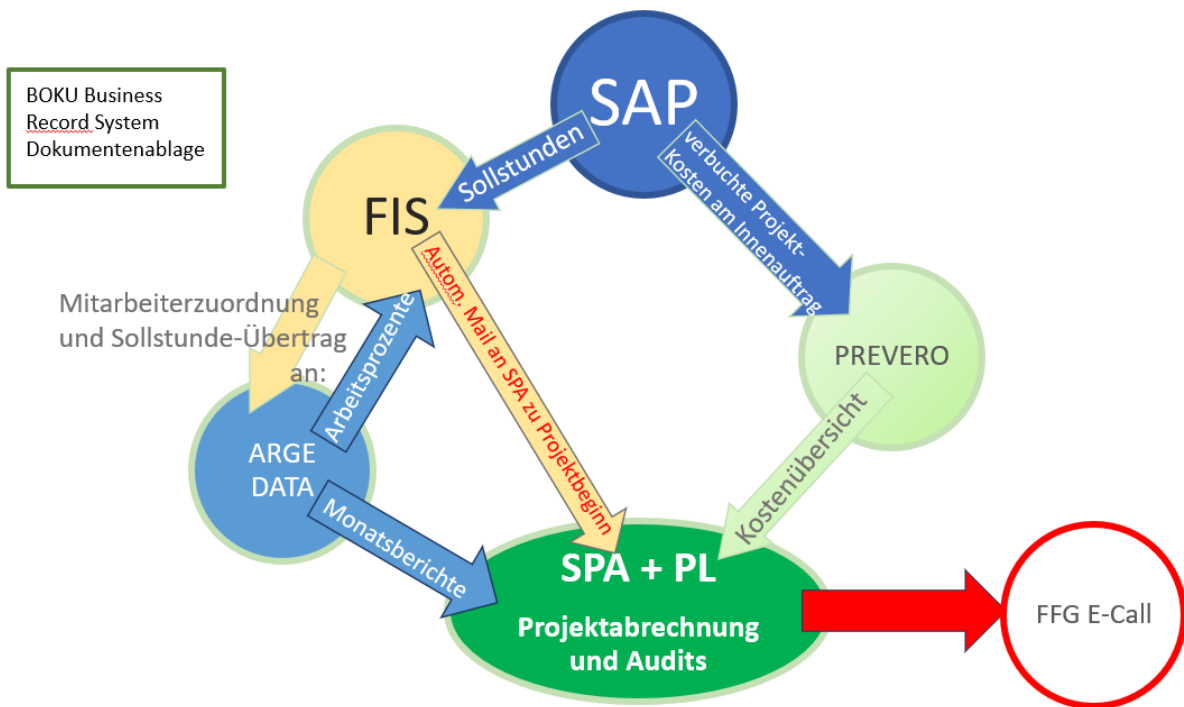 BOKU Business
Record System
Dokumentenablage
SAP
Sollstunden
verbuchte Projekt-
Kosten am Innenauftrag
FIS
Mitarbeiterzuordnung
und Sollstunde-Übertrag
an:
Arbeitsprozente
Autom. Mail an SPA zu Projektbeginn
PREVERO
Kostenübersicht
ARGE
DATA
Monatsberichte
SPA + PL
Projektabrechnung
und Audits
FFG E-Call